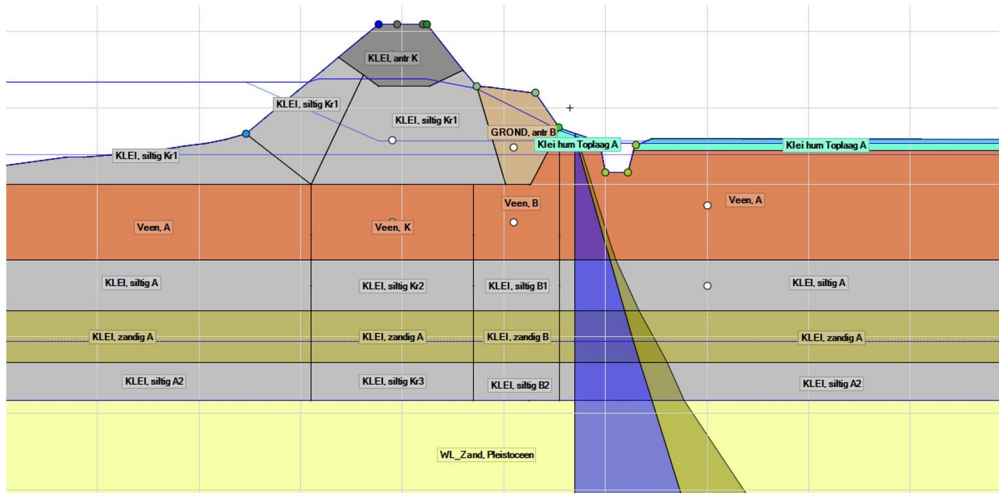 KLEI, antr K
KLEI, siltig Kr1
KLEI, siltig Kr1
GROND, antr B
KLEI, siltig Kr1
Klei hum Toplaag A
Klei hum Toplaag A
Veen, A
Veen, K
Veen, B
Veen, A
KLEI, siltig A
KLEI, siltig Kr2
KLEI, siltig B1
KLEI, siltig A
KLEI, zandig A
KLEI, zandig A
KLEI, zandig B
KLEI, zandig A
KLEI, siltig A2
KLEI, siltig Kr3
KLEI, siltig B2
KLEI, siltig A2
WL_Zand, Pleistoceen